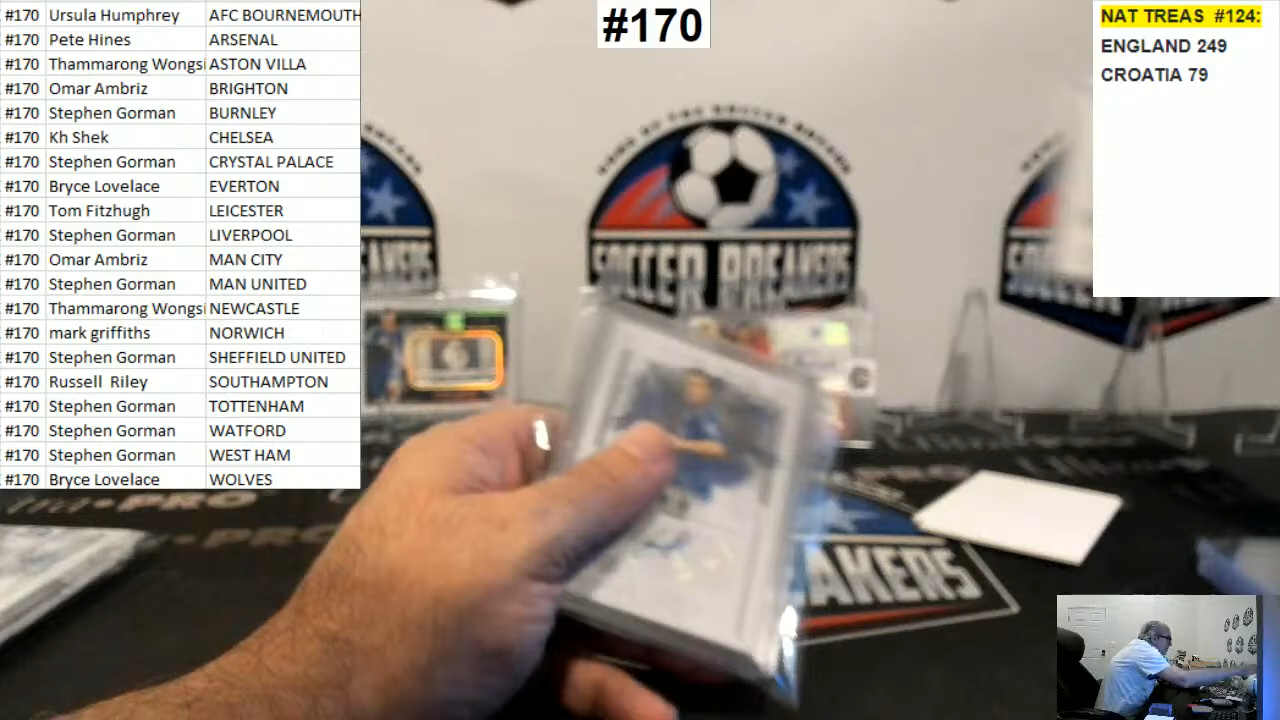 #170 Ursula Humphrey AFC BOURNEMOUTH
#170 Pete Hines ARSENAL
#170 Thammarong Wongsi ASTON VILLA
#170 Omar Ambriz BRIGHTON
#170 Stephen Gorman BURNLEY
#170 Kh Shek CHELSEA
#170 Stephen Gorman CRYSTAL PALACE
#170 Bryce Lovelace EVERTON
#170 Tom Fitzhugh LEICESTER
#170 Stephen Gorman LIVERPOOL
#170 Omar Ambriz MAN CITY
#170 Stephen Gorman MAN UNITED
#170 Thammarong Wongsi NEWCASTLE
#170 mark griffiths NORWICH
#170 Stephen Gorman SHEFFIELD UNITED
#170 Russell Riley SOUTHAMPTON
#170 Stephen Gorman TOTTENHAM
#170 Stephen Gorman WATFORD
#170 Stephen Gorman WEST HAM
#170 Bryce Lovelace WOLVES
#170
NAT TREAS #124:
ENGLAND 249
CROATIA 79
SOCCER BREAKERS
AKERS
PRO